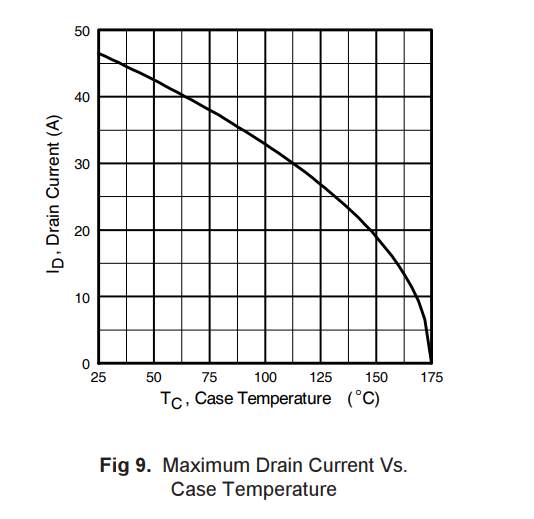 50
40
30
20
10
0
I_D, Drain Current (A)
25 50 75 100 125 150 175
T_C, Case Temperature (°C)
Fig 9. Maximum Drain Current Vs.
Case Temperature